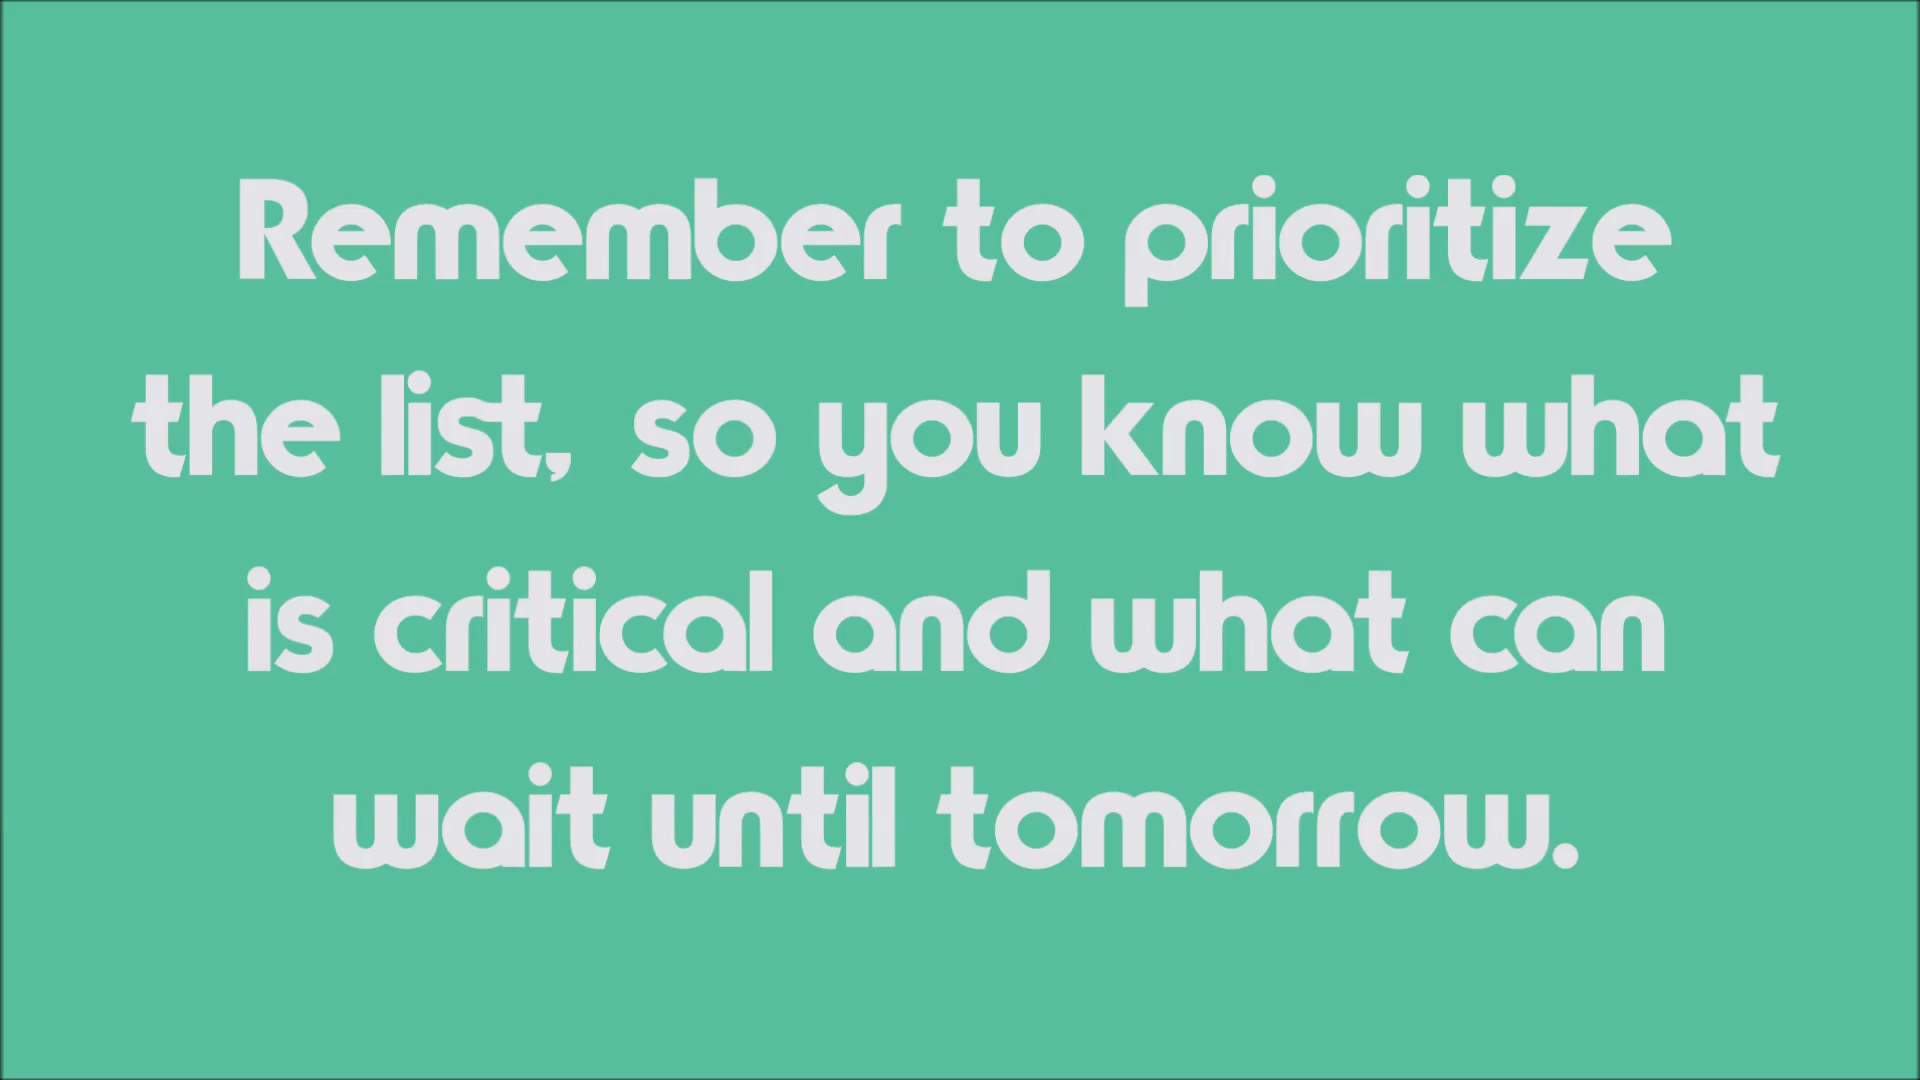 Remember to prioritize
the list, so you know what
is critical and what can
wait until tomorrow.